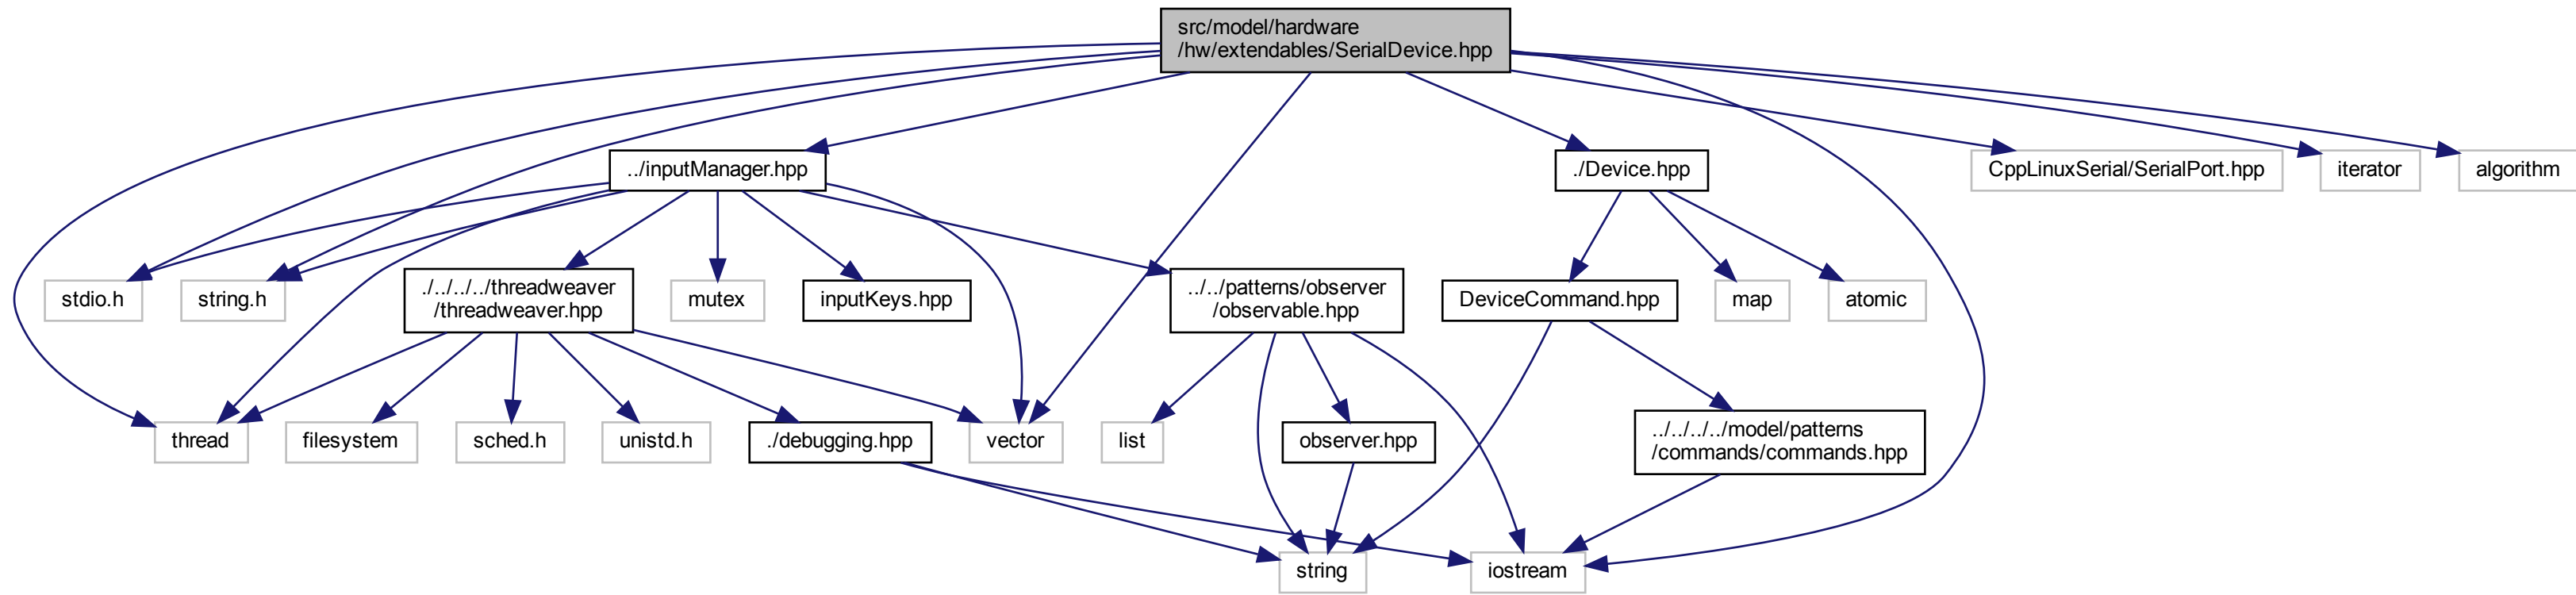 src/model/hardware
/hw/extendables/SerialDevice.hpp
../inputManager.hpp
./Device.hpp
CppLinuxSerial/SerialPort.hpp
iterator
algorithm
stdio.h
string.h
./../../../threadweaver
/threadweaver.hpp
mutex
inputKeys.hpp
../../patterns/observer
/observable.hpp
DeviceCommand.hpp
map
atomic
thread
filesystem
sched.h
unistd.h
./debugging.hpp
vector
list
observer.hpp
../../../../model/patterns
/commands/commands.hpp
string
iostream